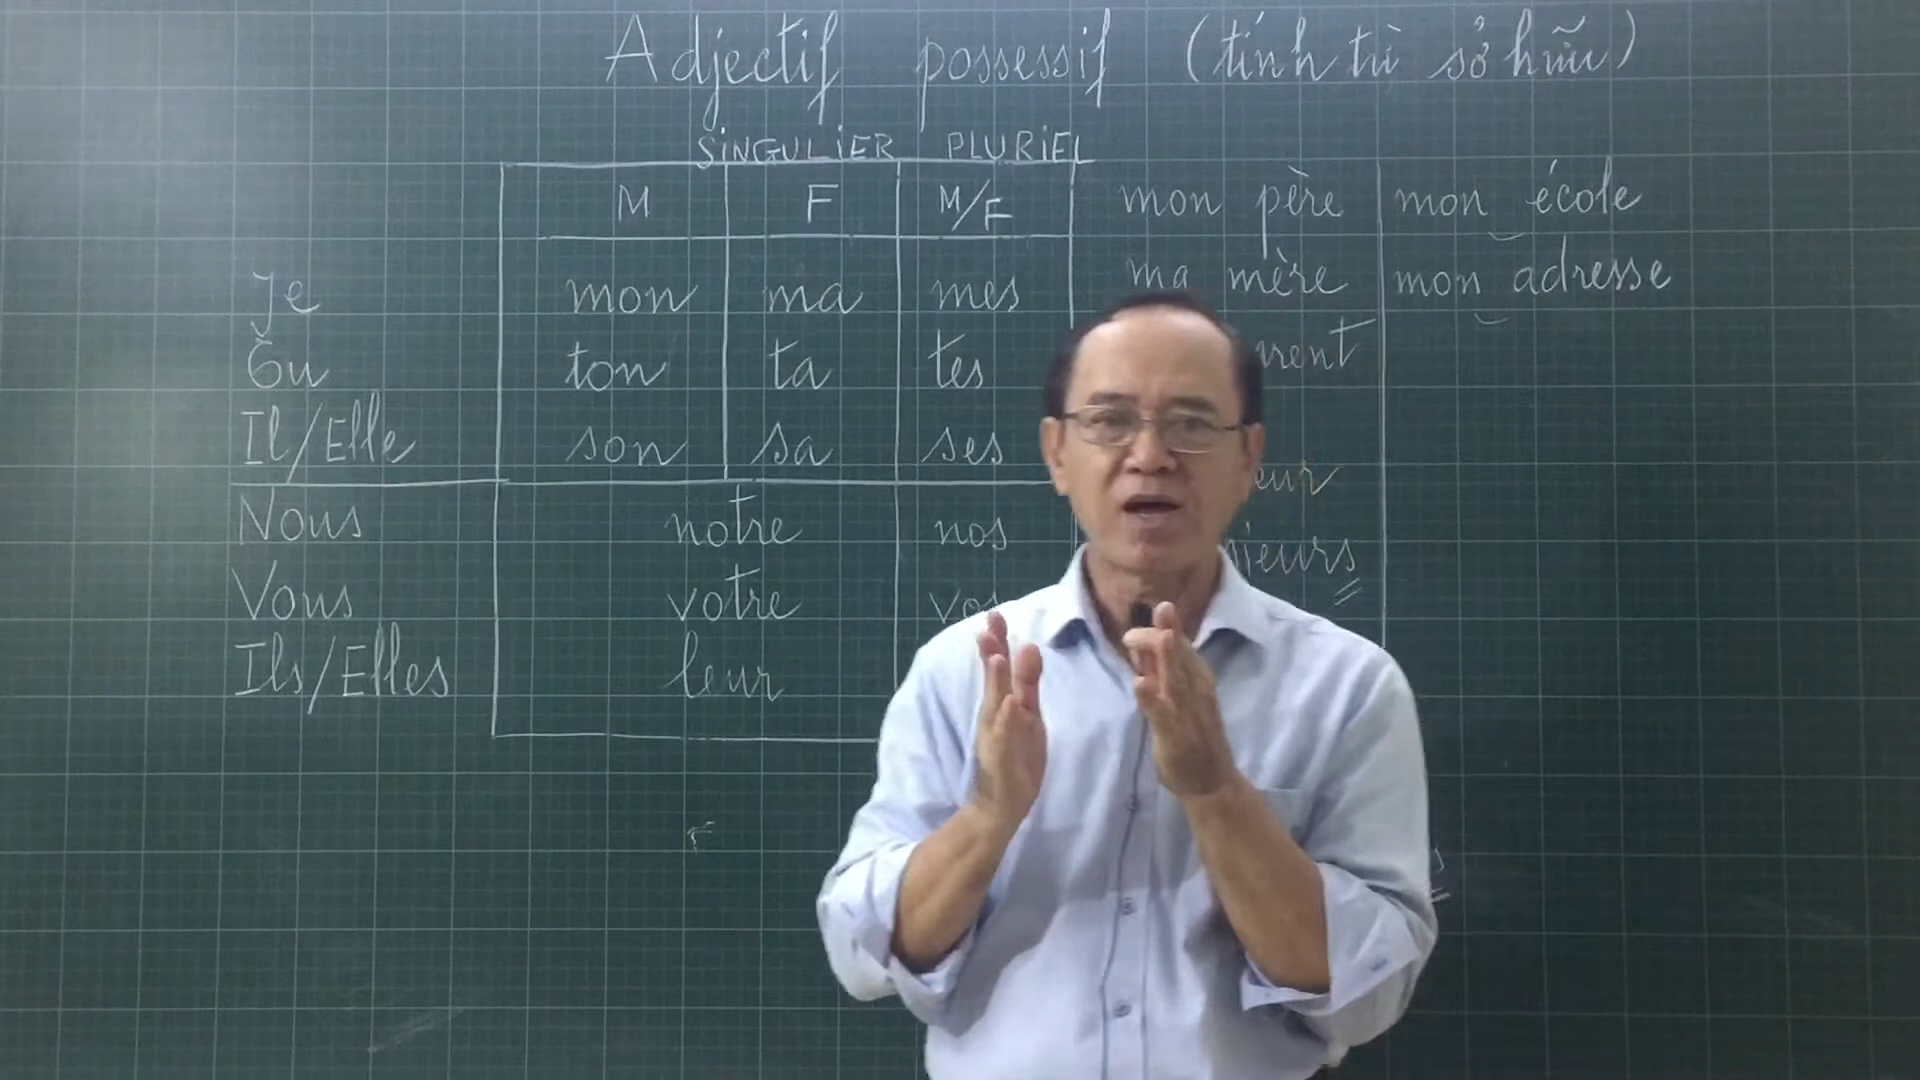 Adjectif possessif (tính từ sở hữu)
SINGULIER PLURIEL
M F M/F
Je mon ma mes
Tu ton ta tes
Il/Elle son sa ses
Nous notre nos
Vous votre
Ils/Elles leur
mon père
ma mère
mon école
mon adresse